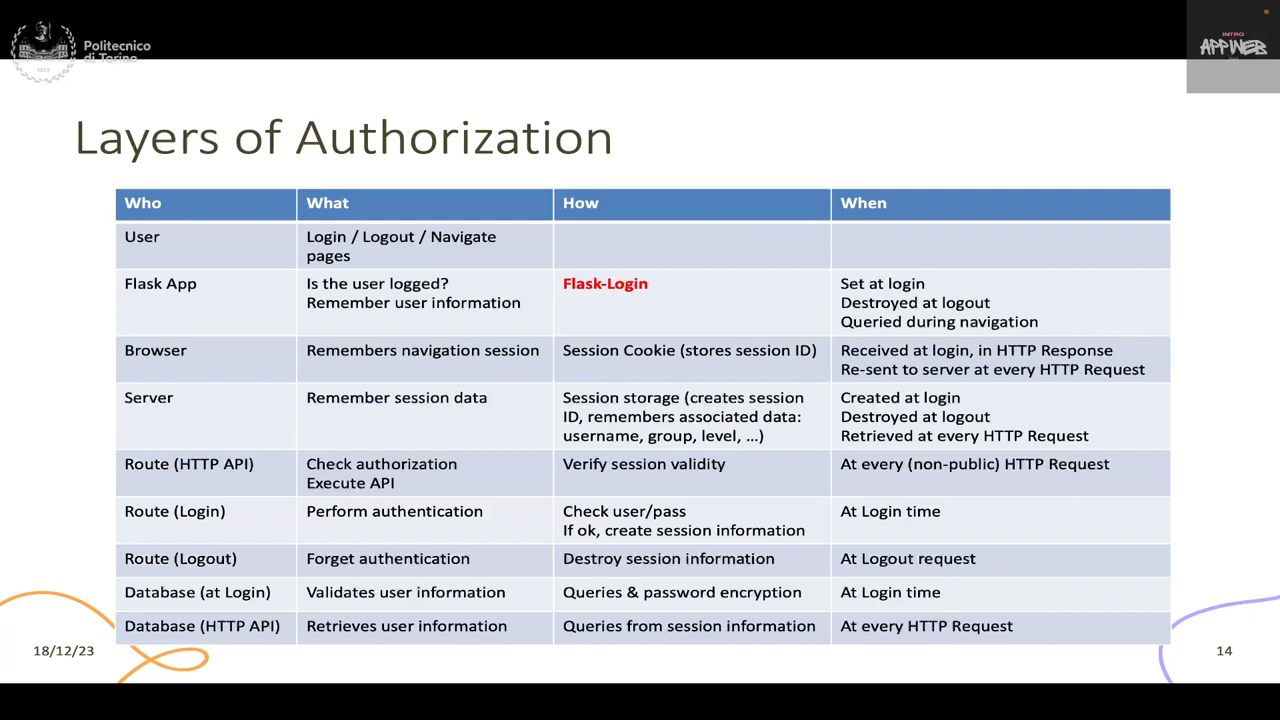 Politecnico
di Torino
1859
INTRO
APPWEB
Layers of Authorization
Who What How When
User Login / Logout / Navigate
pages
Flask App Is the user logged? Flask-Login Set at login
Remember user information Destroyed at logout
Queried during navigation
Browser Remembers navigation session Session Cookie (stores session ID) Received at login, in HTTP Response
Re-sent to server at every HTTP Request
Server Remember session data Session storage (creates session Created at login
ID, remembers associated data: Destroyed at logout
username, group, level, …) Retrieved at every HTTP Request
Route (HTTP API) Check authorization Verify session validity At every (non-public) HTTP Request
Execute API
Route (Login) Perform authentication Check user/pass At Login time
If ok, create session information
Route (Logout) Forget authentication Destroy session information At Logout request
Database (at Login) Validates user information Queries & password encryption At Login time
Database (HTTP API) Retrieves user information Queries from session information At every HTTP Request
18/12/23 14